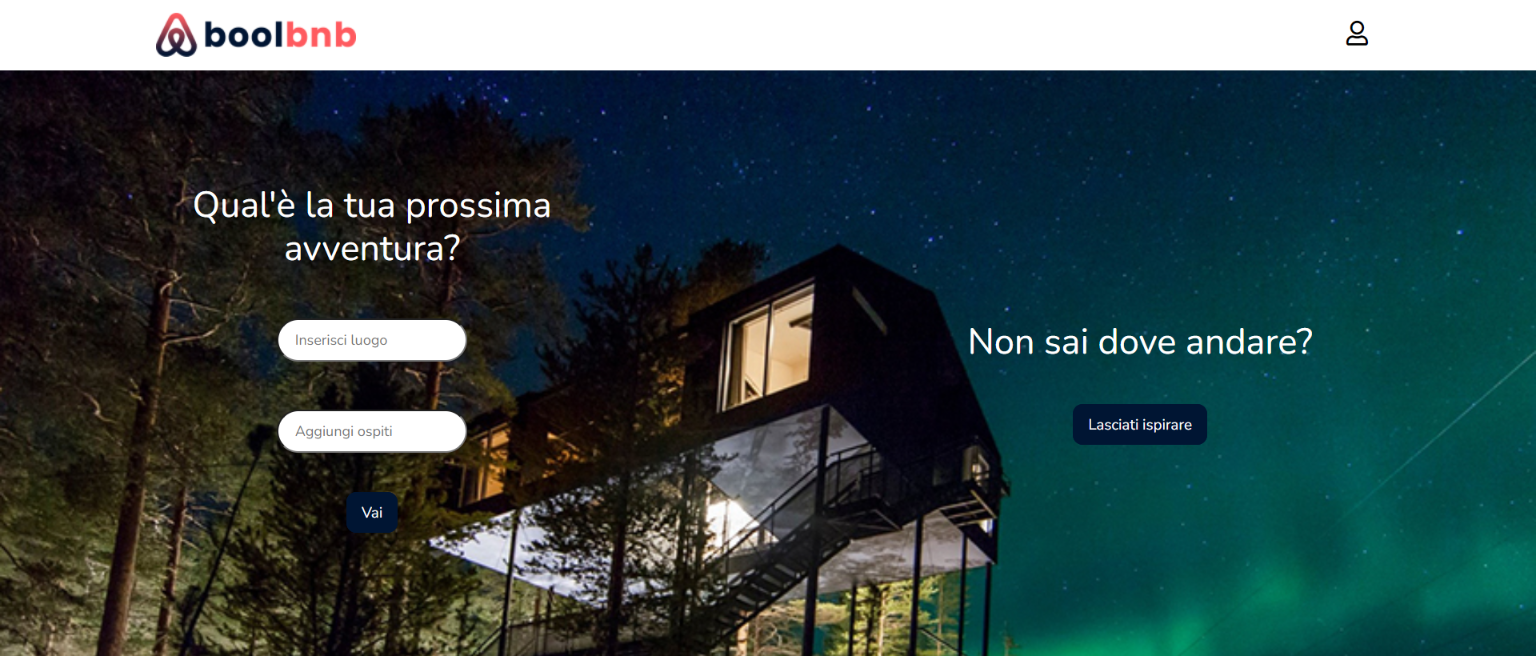 boolbnb
Qual'è la tua prossima
avventura?
Inserisci luogo
Aggiungi ospiti
Vai
Non sai dove andare?
Lasciati ispirare